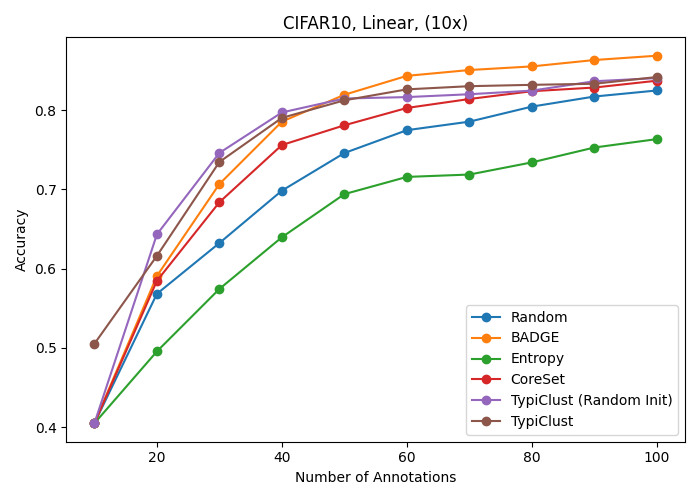 CIFAR10, Linear, (10x)
Accuracy
0.8
0.7
0.6
0.5
0.4
20
40
60
80
100
Number of Annotations
Random
BADGE
Entropy
CoreSet
TypiClust (Random Init)
TypiClust